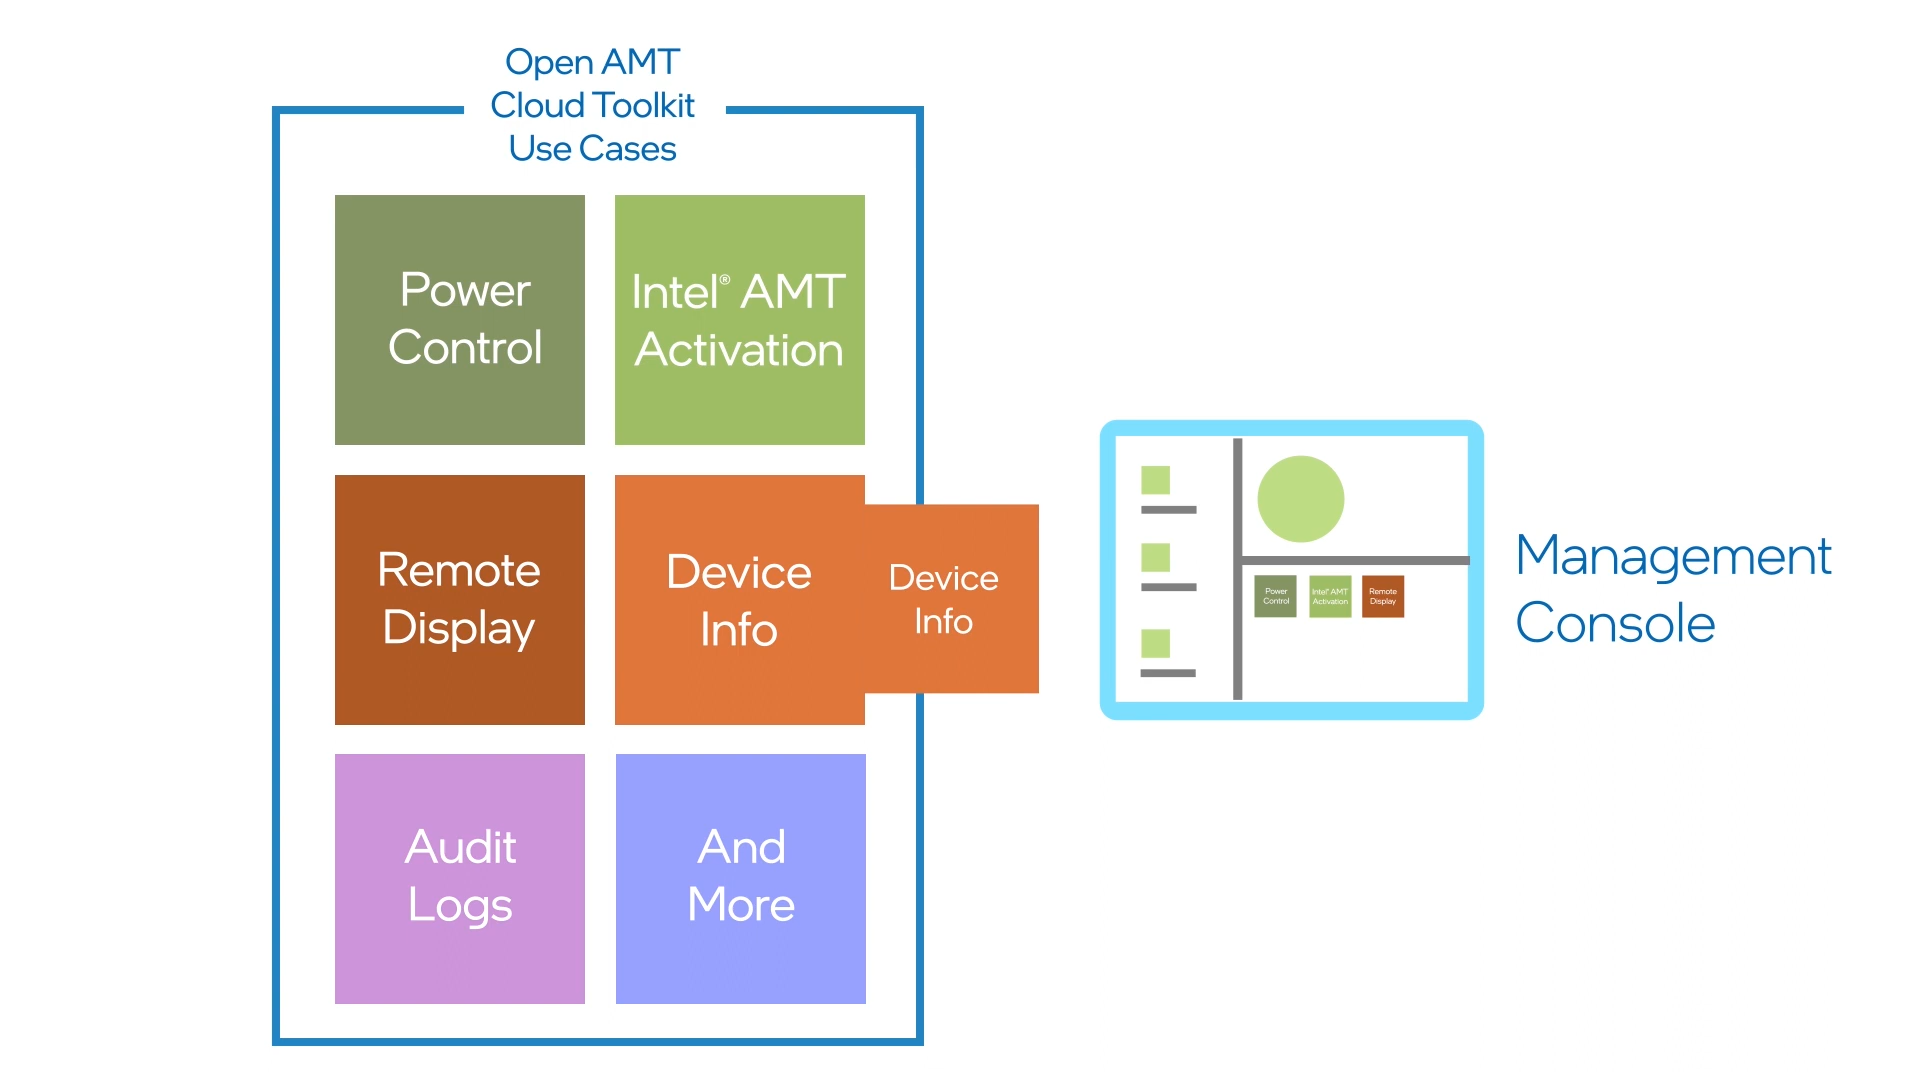 Open AMT
Cloud Toolkit
Use Cases
Power
Control
Intel® AMT
Activation
Remote
Display
Device
Info
Device
Info
Audit
Logs
And
More
Power
Control
Intel® AMT
Activation
Remote
Display
Management
Console